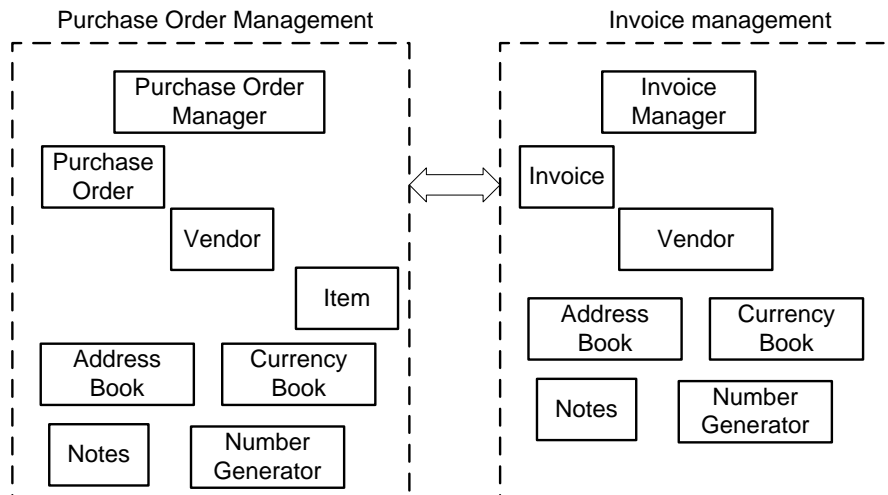 Purchase Order Management
Purchase Order
Manager
Purchase
Order
Vendor
Item
Address
Book
Currency
Book
Notes
Number
Generator
Invoice management
Invoice
Manager
Invoice
Vendor
Address
Book
Currency
Book
Notes
Number
Generator